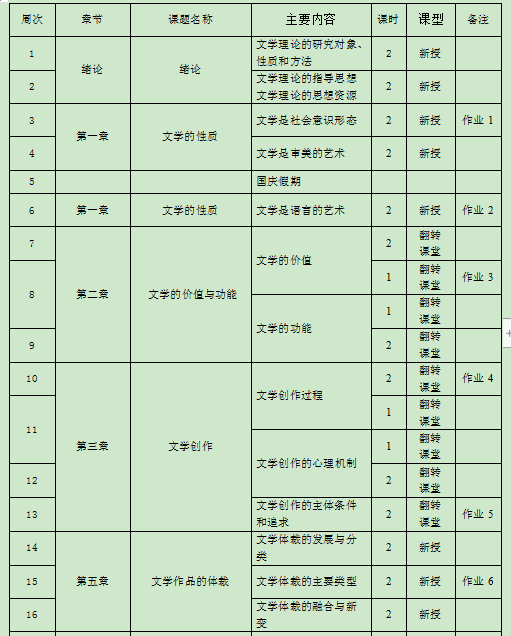 周次 章节 课题名称 主要内容 课时 课型 备注
1 绪论 绪论 文学理论的研究对象、 2 新授
性质和方法
2 文学理论的指导思想 2 新授
文学理论的思想资源
3 第一章 文学的性质 文学是社会意识形态 2 新授 作业 1
4 文学是审美的艺术 2 新授
5 国庆假期
6 第一章 文学的性质 文学是语言的艺术 2 新授 作业 2
7 第二章 文学的价值与功能 文学的价值 2 翻转
课堂
8 1 翻转 作业 3
课堂
文学的功能 1 翻转
课堂
9 2 翻转
课堂
10 第三章 文学创作 文学创作过程 2 翻转 作业 4
课堂
11 1 翻转
课堂
文学创作的心理机制 1 翻转
课堂
12 2 翻转
课堂
13 文学创作的主体条件 2 翻转 作业 5
和追求 课堂
14 第五章 文学作品的体裁 文学体裁的发展与分 2 新授
类
15 文学体裁的主要类型 2 新授 作业 6
16 文学体裁的融合与新 2 新授
变